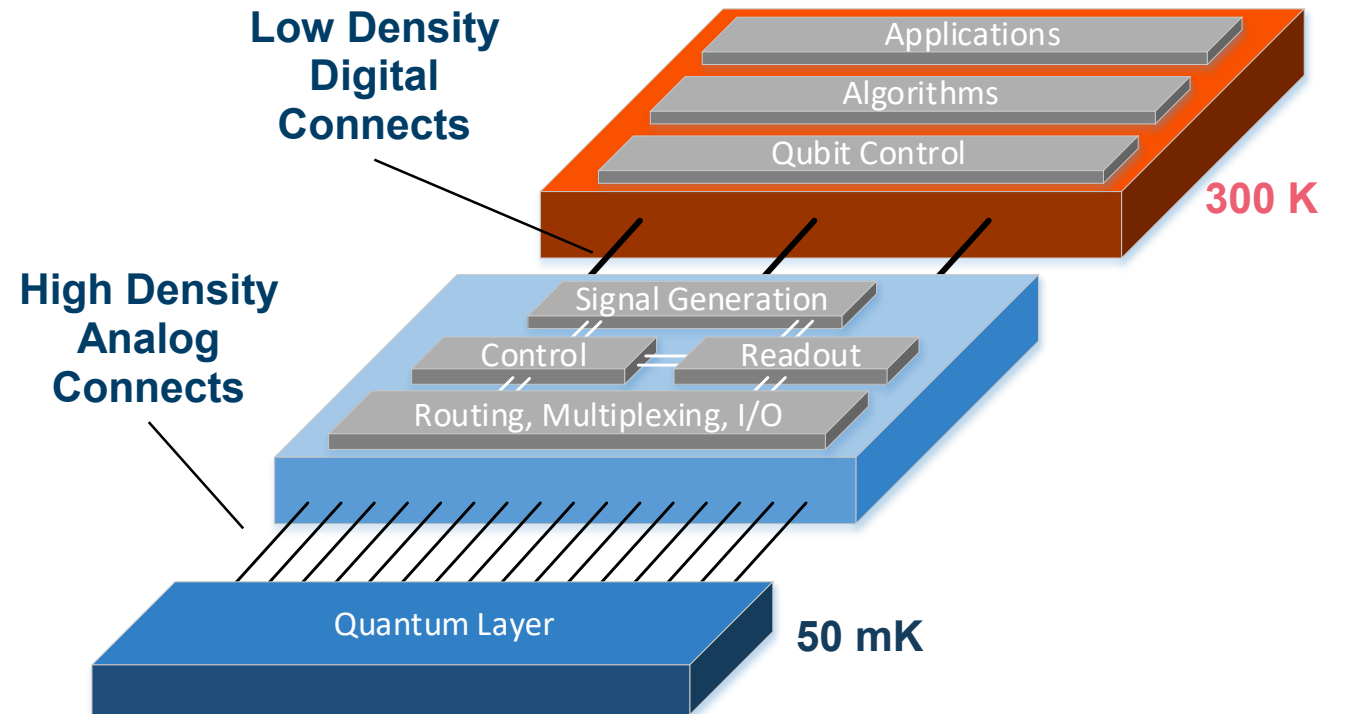 Low Density
Digital
Connects
Applications
Algorithms
Qubit Control
300 K
High Density
Analog
Connects
Signal Generation
Control
Readout
Routing, Multiplexing, I/O
Quantum Layer
50 mK